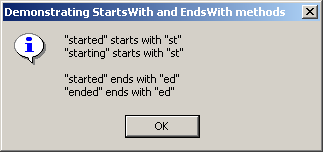 Demonstrating StartsWith and EndsWith methods
"started" starts with "st"
"starting" starts with "st"
"started" ends with "ed"
"ended" ends with "ed"
OK